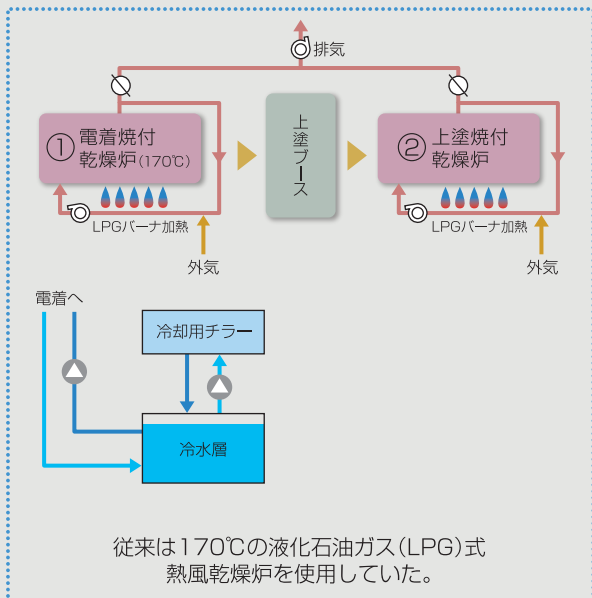 排気
① 電着焼付
乾燥炉(170℃)
上塗ブース
② 上塗焼付
乾燥炉
LPGバーナ加熱
LPGバーナ加熱
外気
外気
電着へ
冷却用チラー
冷水層
従来は170℃の液化石油ガス(LPG)式
熱風乾燥炉を使用していた。